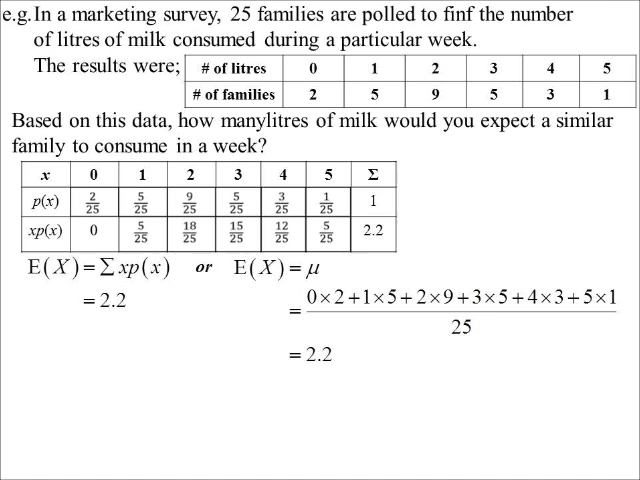 e.g. In a marketing survey, 25 families are polled to finf the number
of litres of milk consumed during a particular week.
The results were;
# of litres 0 1 2 3 4 5
# of families 2 5 9 5 3 1
Based on this data, how manylitres of milk would you expect a similar
family to consume in a week?
x 0 1 2 3 4 5 Σ
p(x) 2/25 5/25 9/25 5/25 3/25 1/25 1
xp(x) 0 5/25 18/25 15/25 12/25 5/25 2.2
E(X) = Σ xp(x) or E(X) = μ
= 2.2
= 0×2+1×5+2×9+3×5+4×3+5×1
25
= 2.2